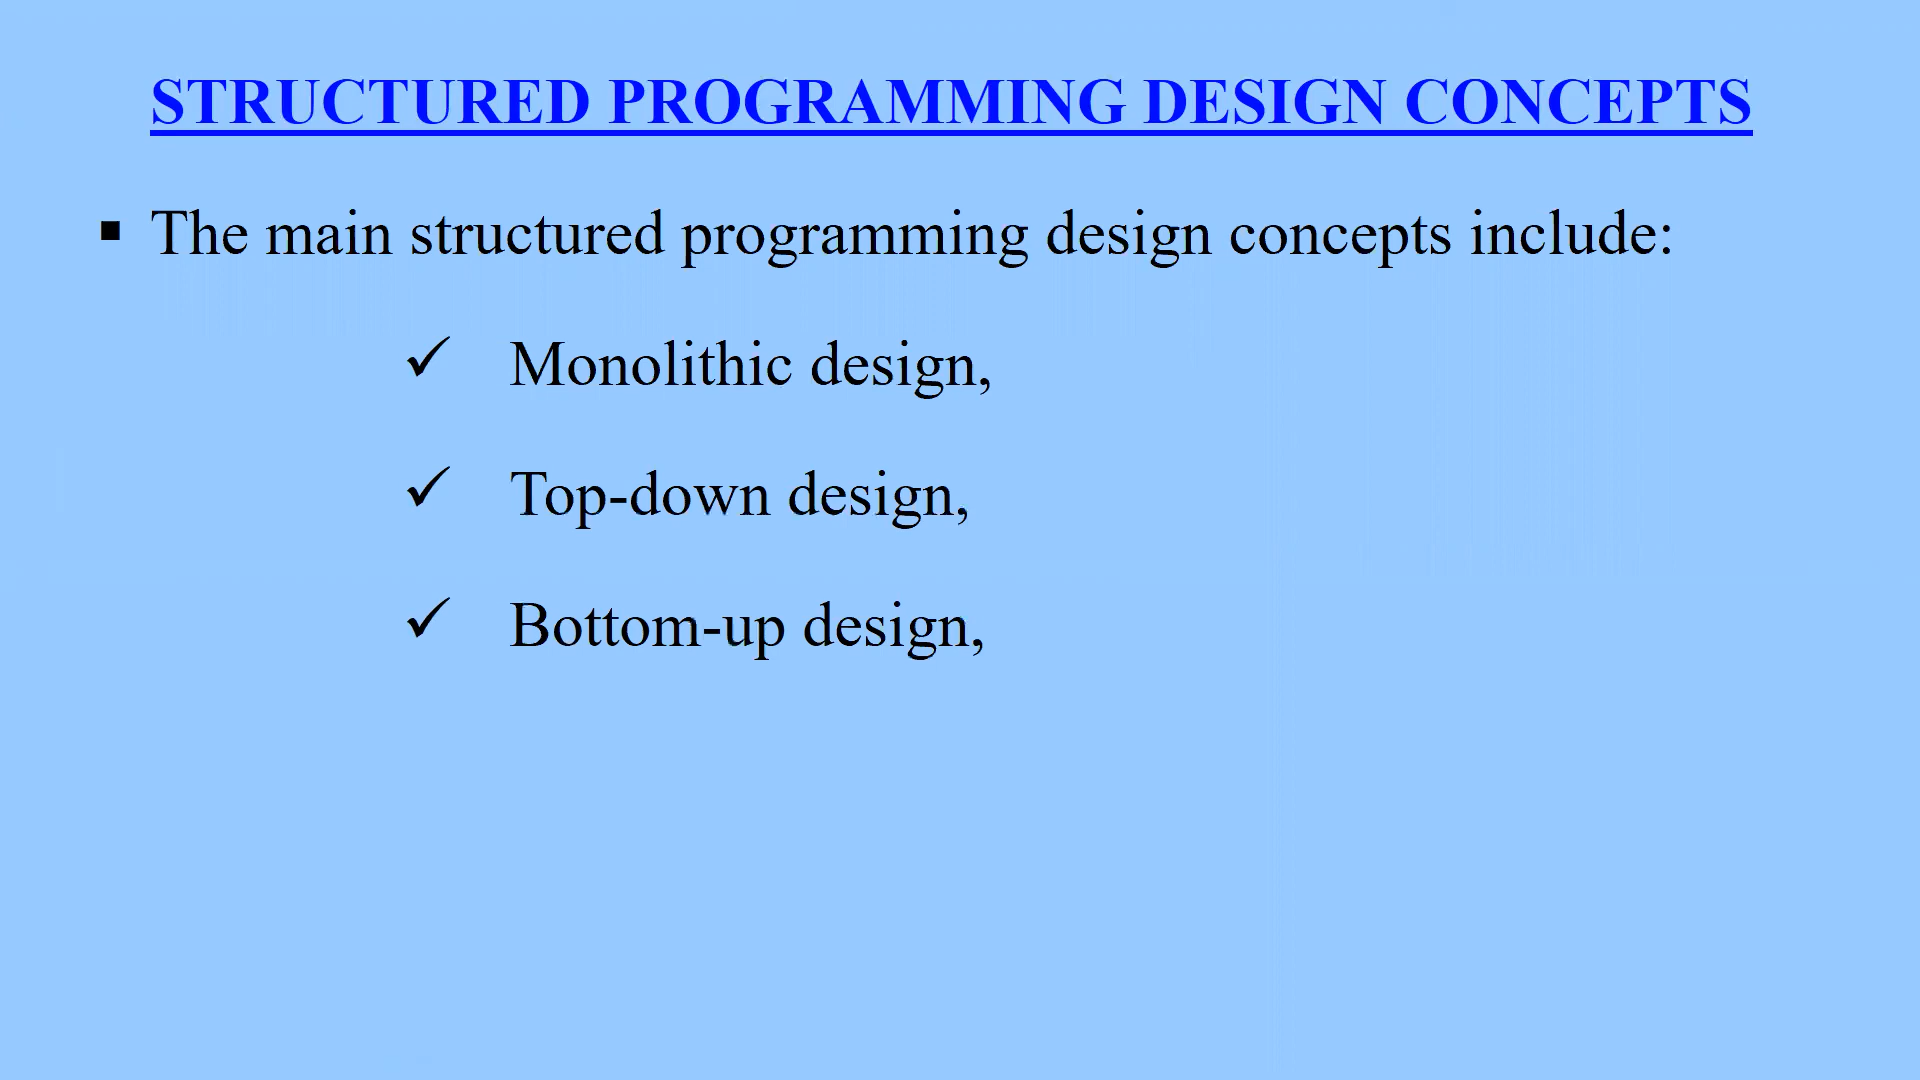 STRUCTURED PROGRAMMING DESIGN CONCEPTS
▪ The main structured programming design concepts include:
✓ Monolithic design,
✓ Top-down design,
✓ Bottom-up design,